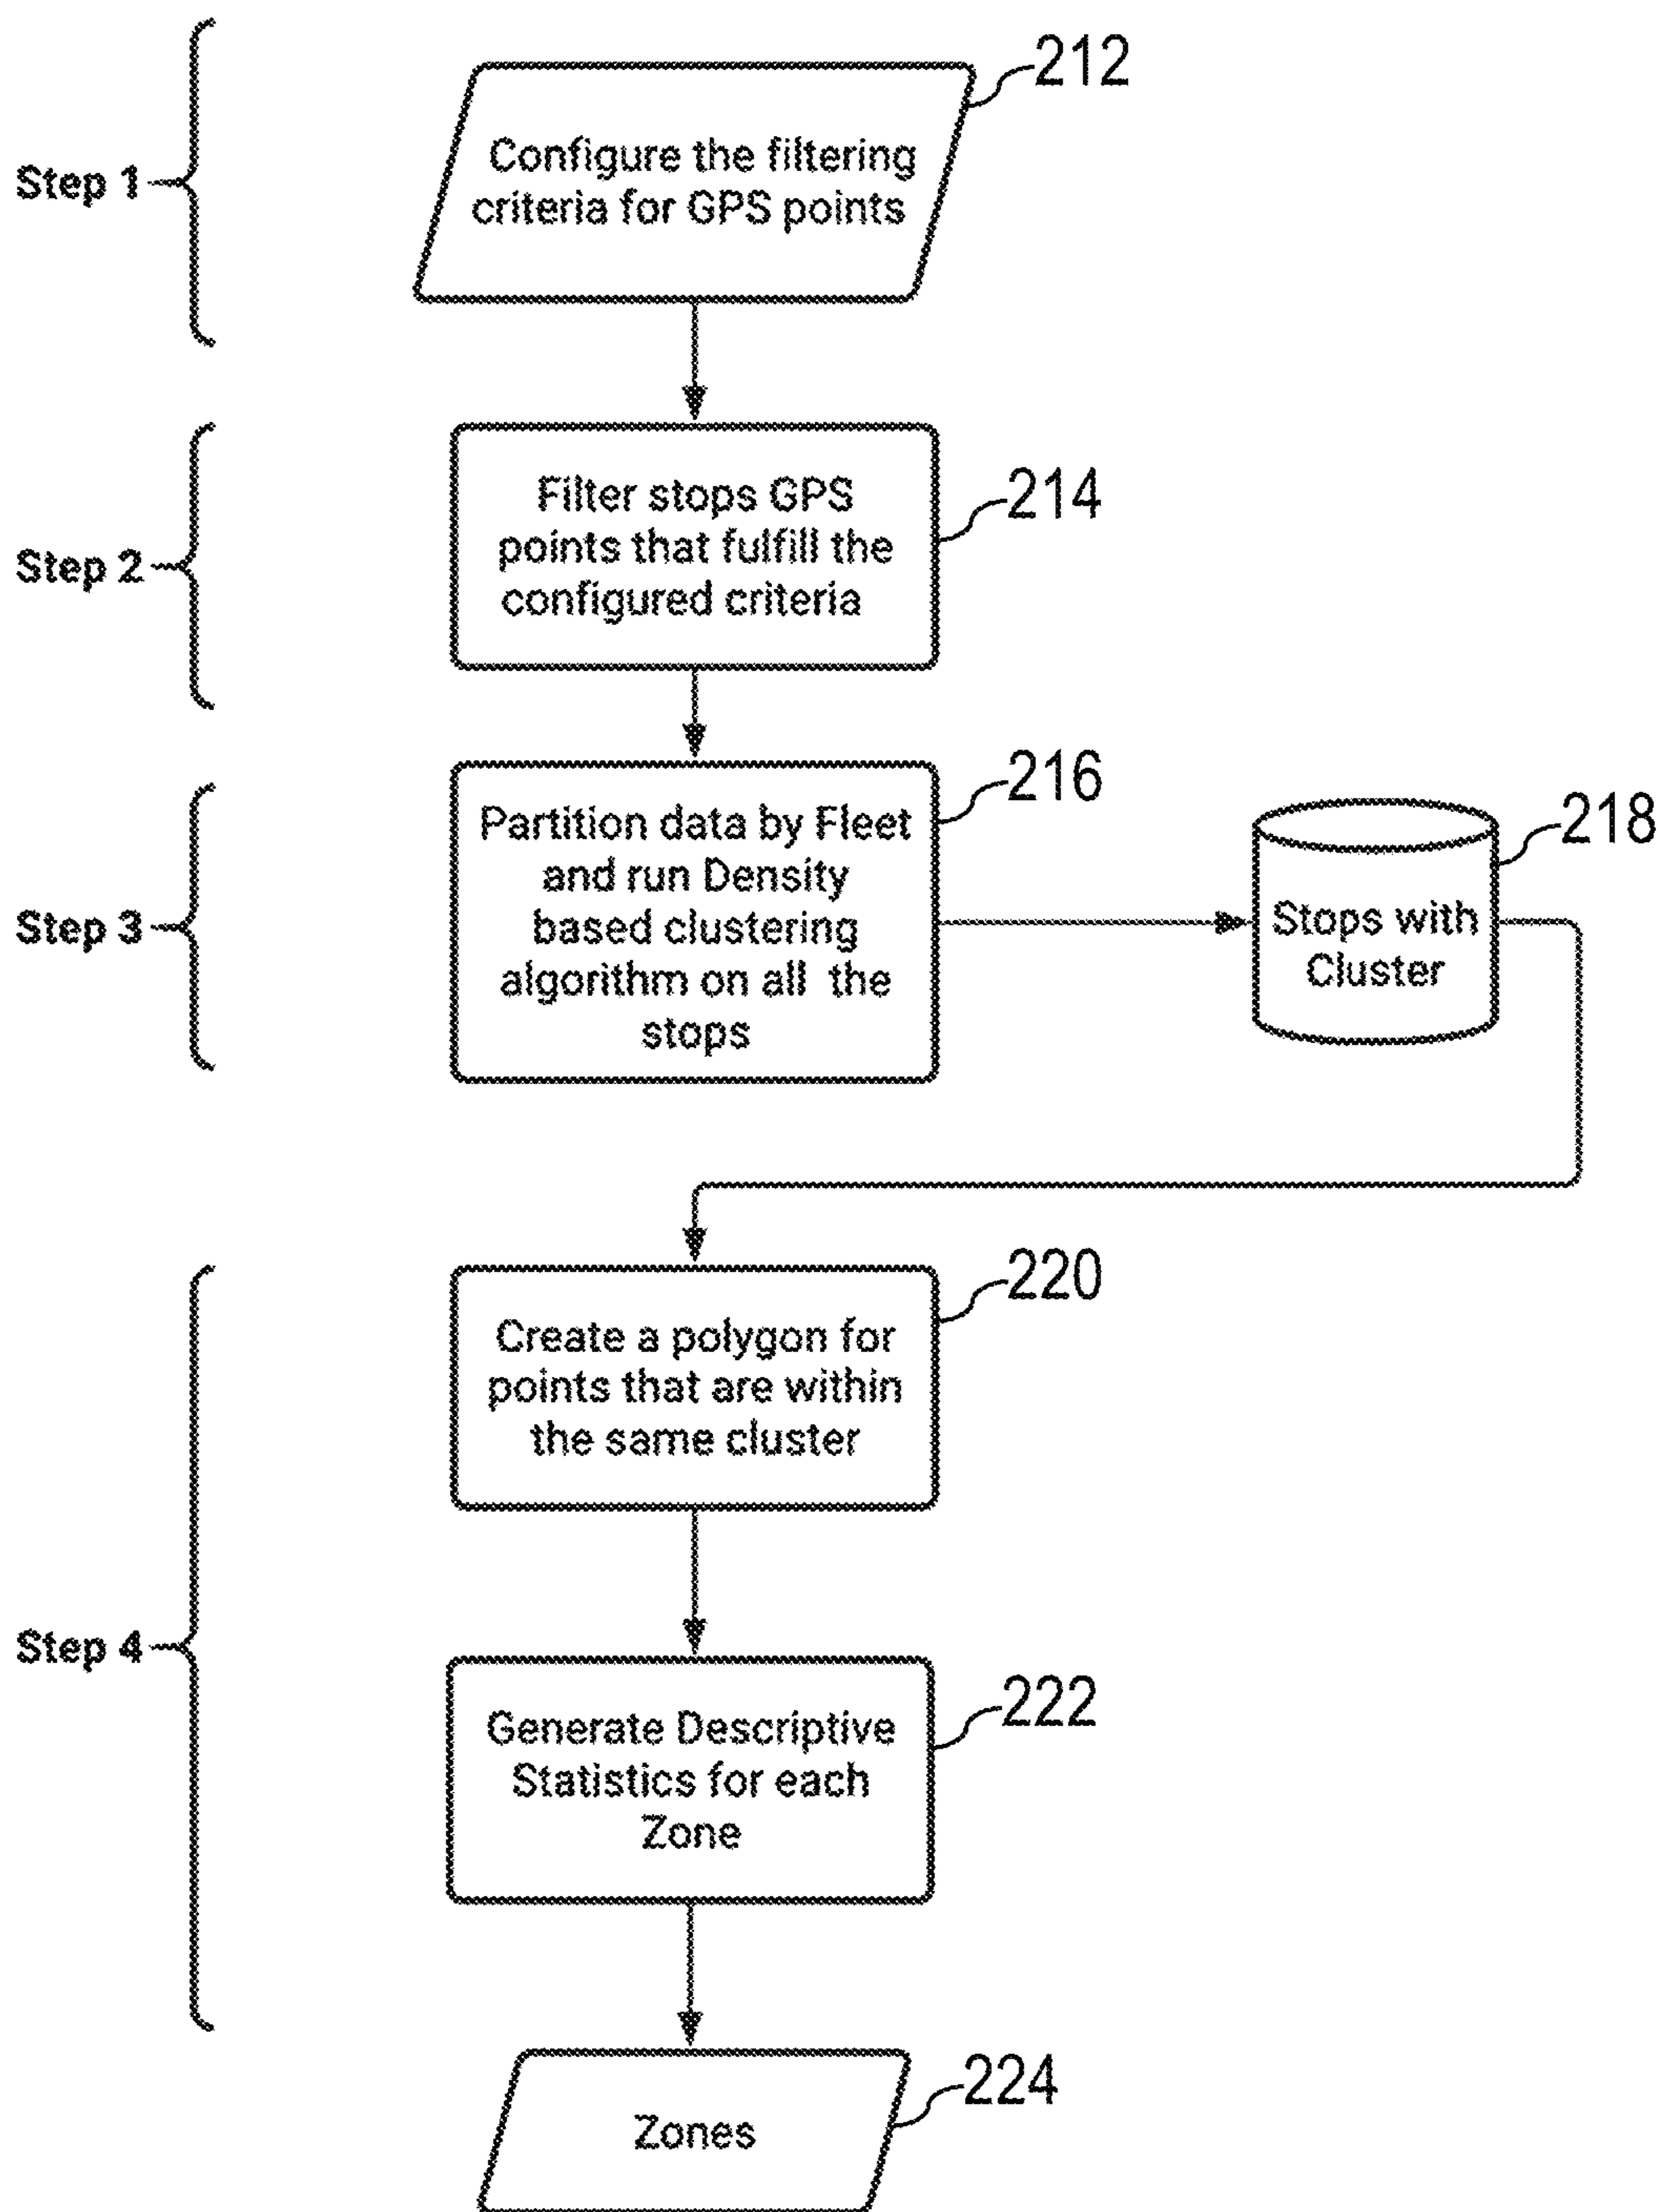 212
Step 1
Configure the filtering
criteria for GPS points
214
Step 2
Filter stops GPS
points that fulfill the
configured criteria
216
Step 3
Partition data by Fleet
and run Density
based clustering
algorithm on all the
stops
218
Stops with
Cluster
220
Step 4
Create a polygon for
points that are within
the same cluster
222
Generate Descriptive
Statistics for each
Zone
224
Zones